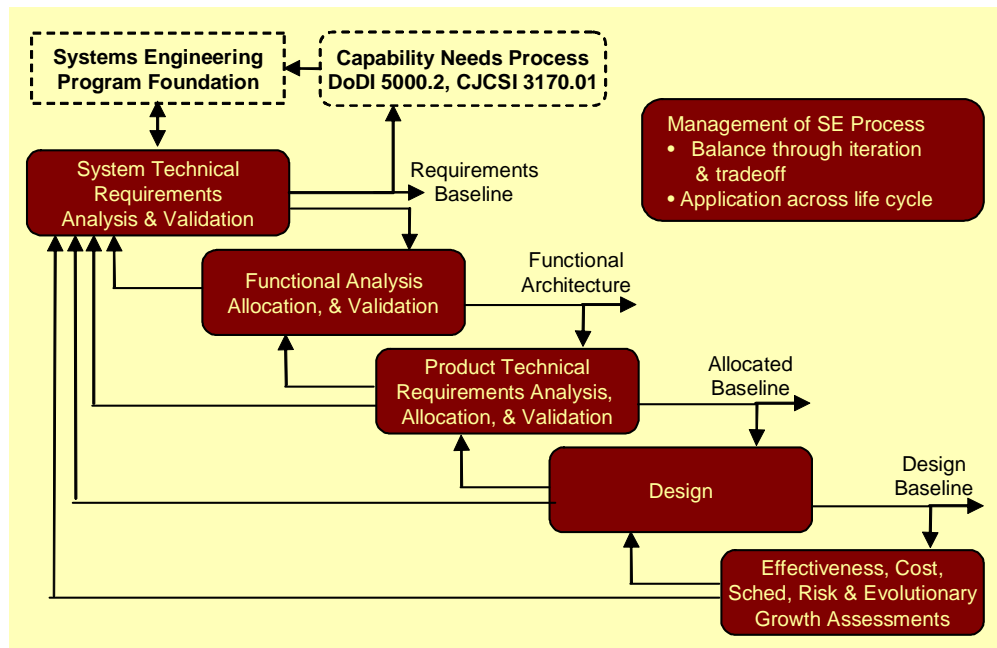 Systems Engineering
Program Foundation
Capability Needs Process
DoDI 5000.2, CJCSI 3170.01
Management of SE Process
• Balance through iteration
& tradeoff
• Application across life cycle
System Technical
Requirements
Analysis & Validation
Requirements
Baseline
Functional Analysis
Allocation, & Validation
Functional
Architecture
Product Technical
Requirements Analysis,
Allocation, & Validation
Allocated
Baseline
Design
Design
Baseline
Effectiveness, Cost,
Sched, Risk & Evolutionary
Growth Assessments